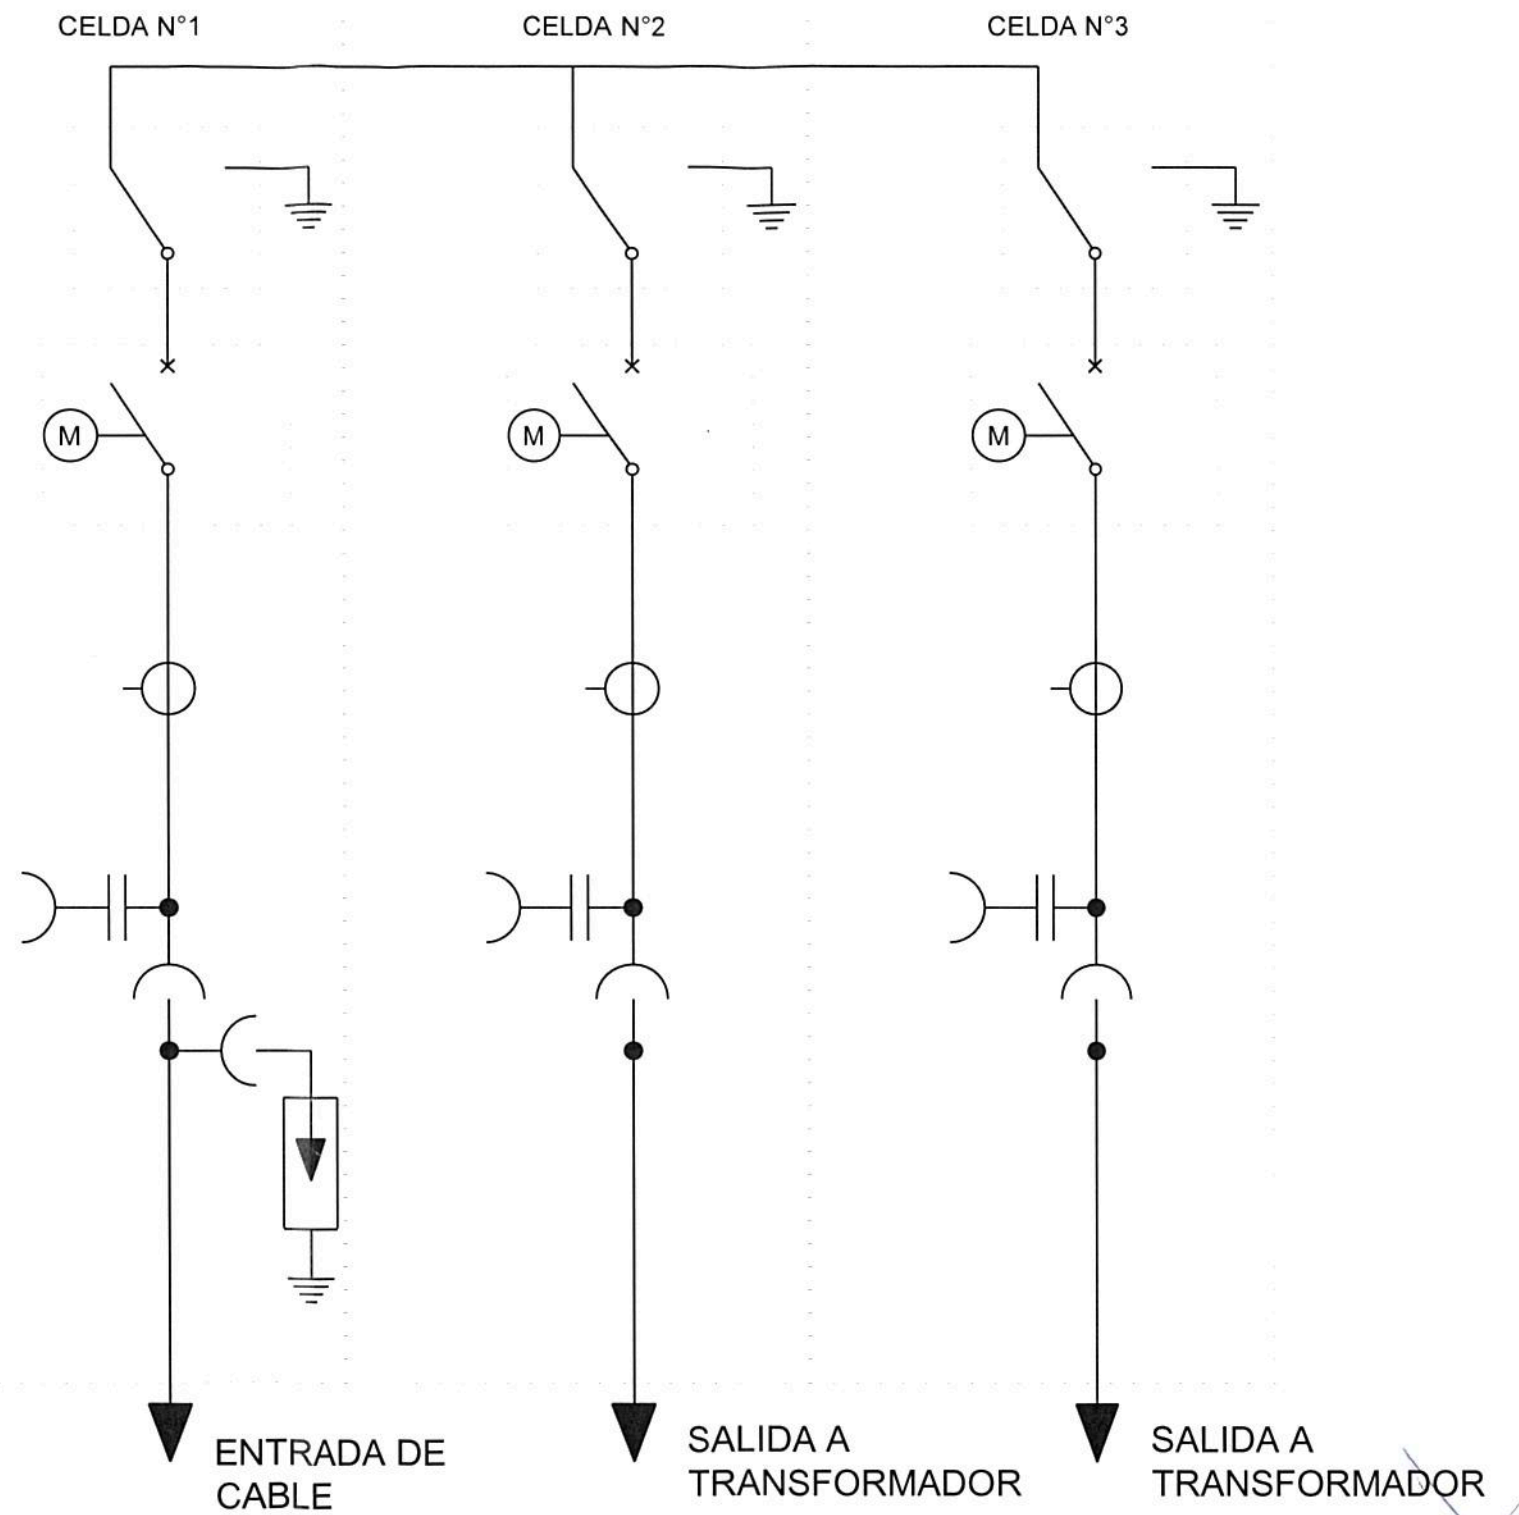 CELDA N°1
CELDA N°2
CELDA N°3
M
M
M
ENTRADA DE
CABLE
SALIDA A
TRANSFORMADOR
SALIDA A
TRANSFORMADOR